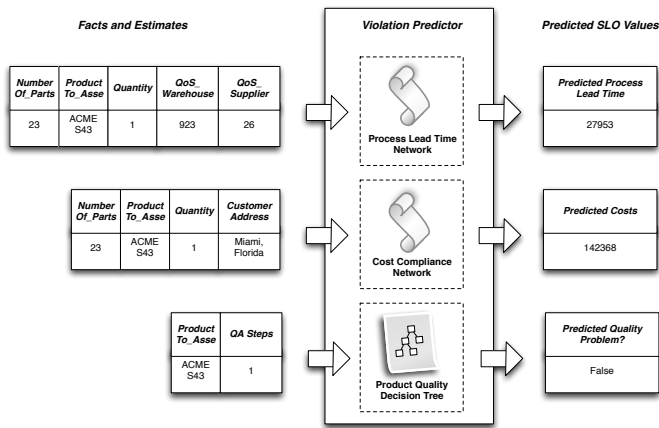 Facts and Estimates
Violation Predictor
Predicted SLO Values
Number Of_Parts
Product To_Asse
Quantity
QoS_ Warehouse
QoS_ Supplier
23
ACME S43
1
923
26
Process Lead Time
Network
Predicted Process
Lead Time
27953
Number Of_Parts
Product To_Asse
Quantity
Customer Address
23
ACME S43
1
Miami, Florida
Cost Compliance
Network
Predicted Costs
142368
Product To_Asse
QA Steps
ACME S43
1
Product Quality
Decision Tree
Predicted Quality
Problem?
False